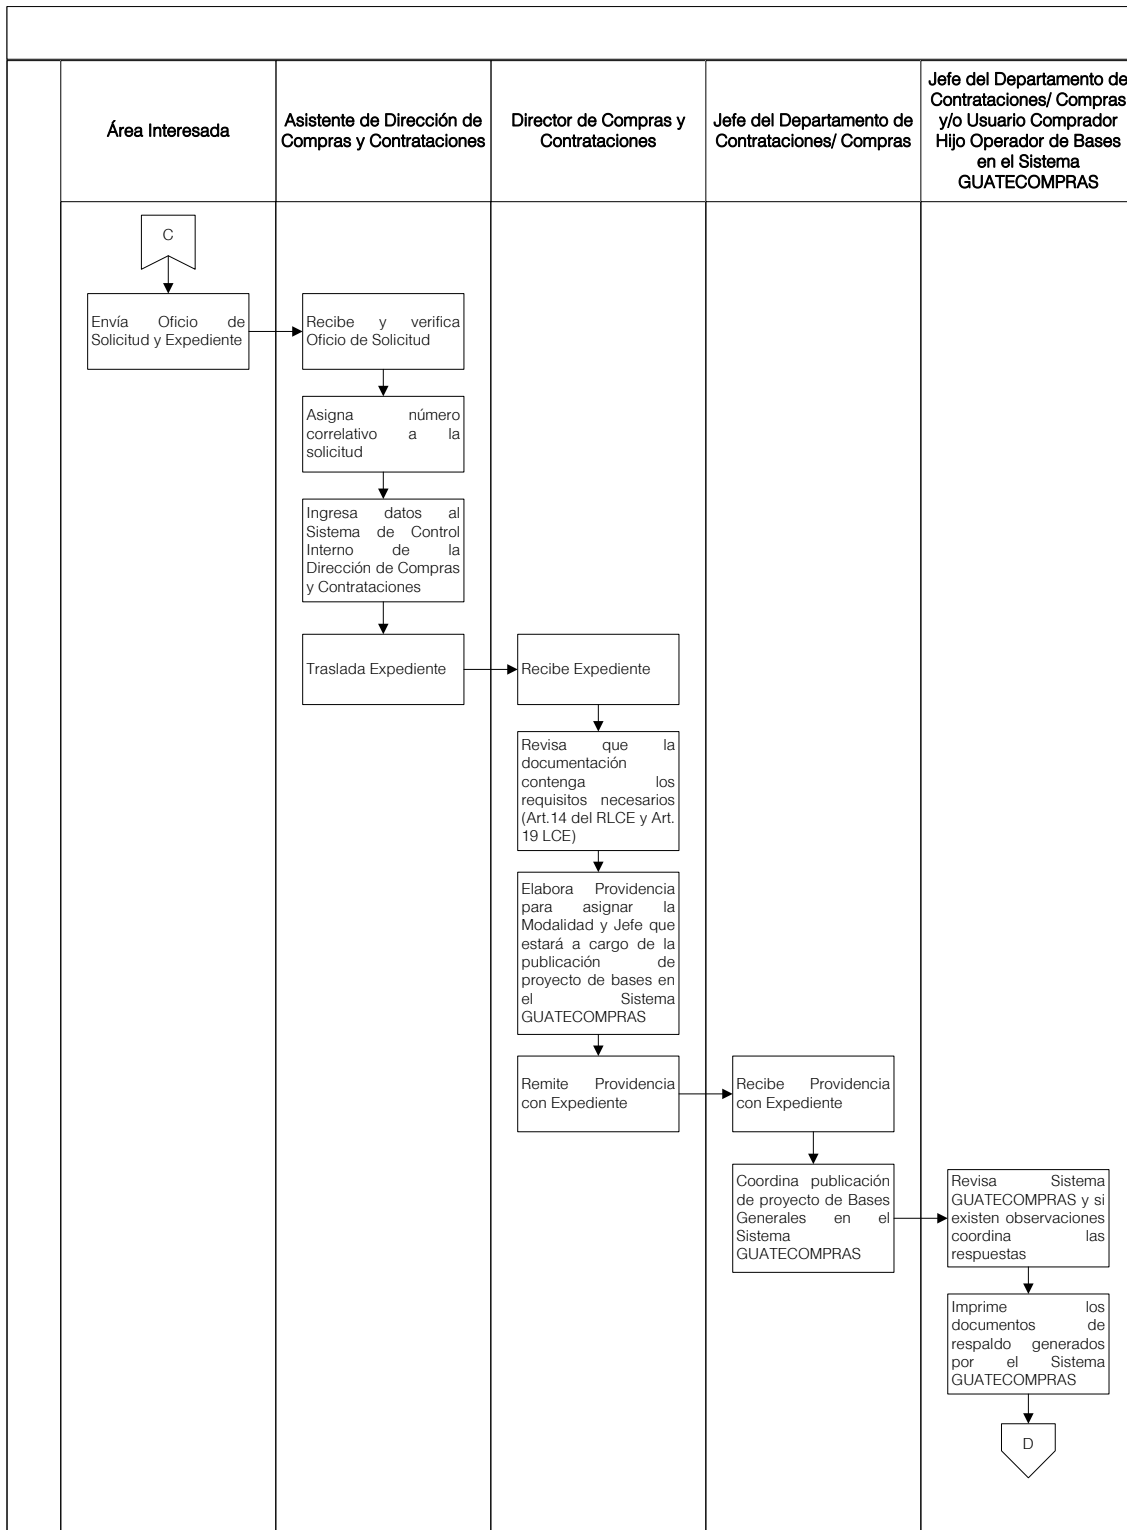 Área Interesada
Asistente de Dirección de
Compras y Contrataciones
Director de Compras y
Contrataciones
Jefe del Departamento de
Contrataciones/ Compras
Jefe del Departamento de
Contrataciones/ Compras
y/o Usuario Comprador
Hijo Operador de Bases
en el Sistema
GUATECOMPRAS
C
Envía Oficio de
Solicitud y Expediente
Recibe y verifica
Oficio de Solicitud
Asigna número
correlativo a la
solicitud
Ingresa datos al
Sistema de Control
Interno de la
Dirección de Compras
y Contrataciones
Traslada Expediente
Recibe Expediente
Revisa que la
documentación
contenga los
requisitos necesarios
(Art.14 del RLCE y Art.
19 LCE)
Elabora Providencia
para asignar la
Modalidad y Jefe que
estará a cargo de la
publicación de
proyecto de bases en
el Sistema
GUATECOMPRAS
Remite Providencia
con Expediente
Recibe Providencia
con Expediente
Coordina publicación
de proyecto de Bases
Generales en el
Sistema
GUATECOMPRAS
Revisa Sistema
GUATECOMPRAS y si
existen observaciones
coordina las
respuestas
Imprime los
documentos de
respaldo generados
por el Sistema
GUATECOMPRAS
D